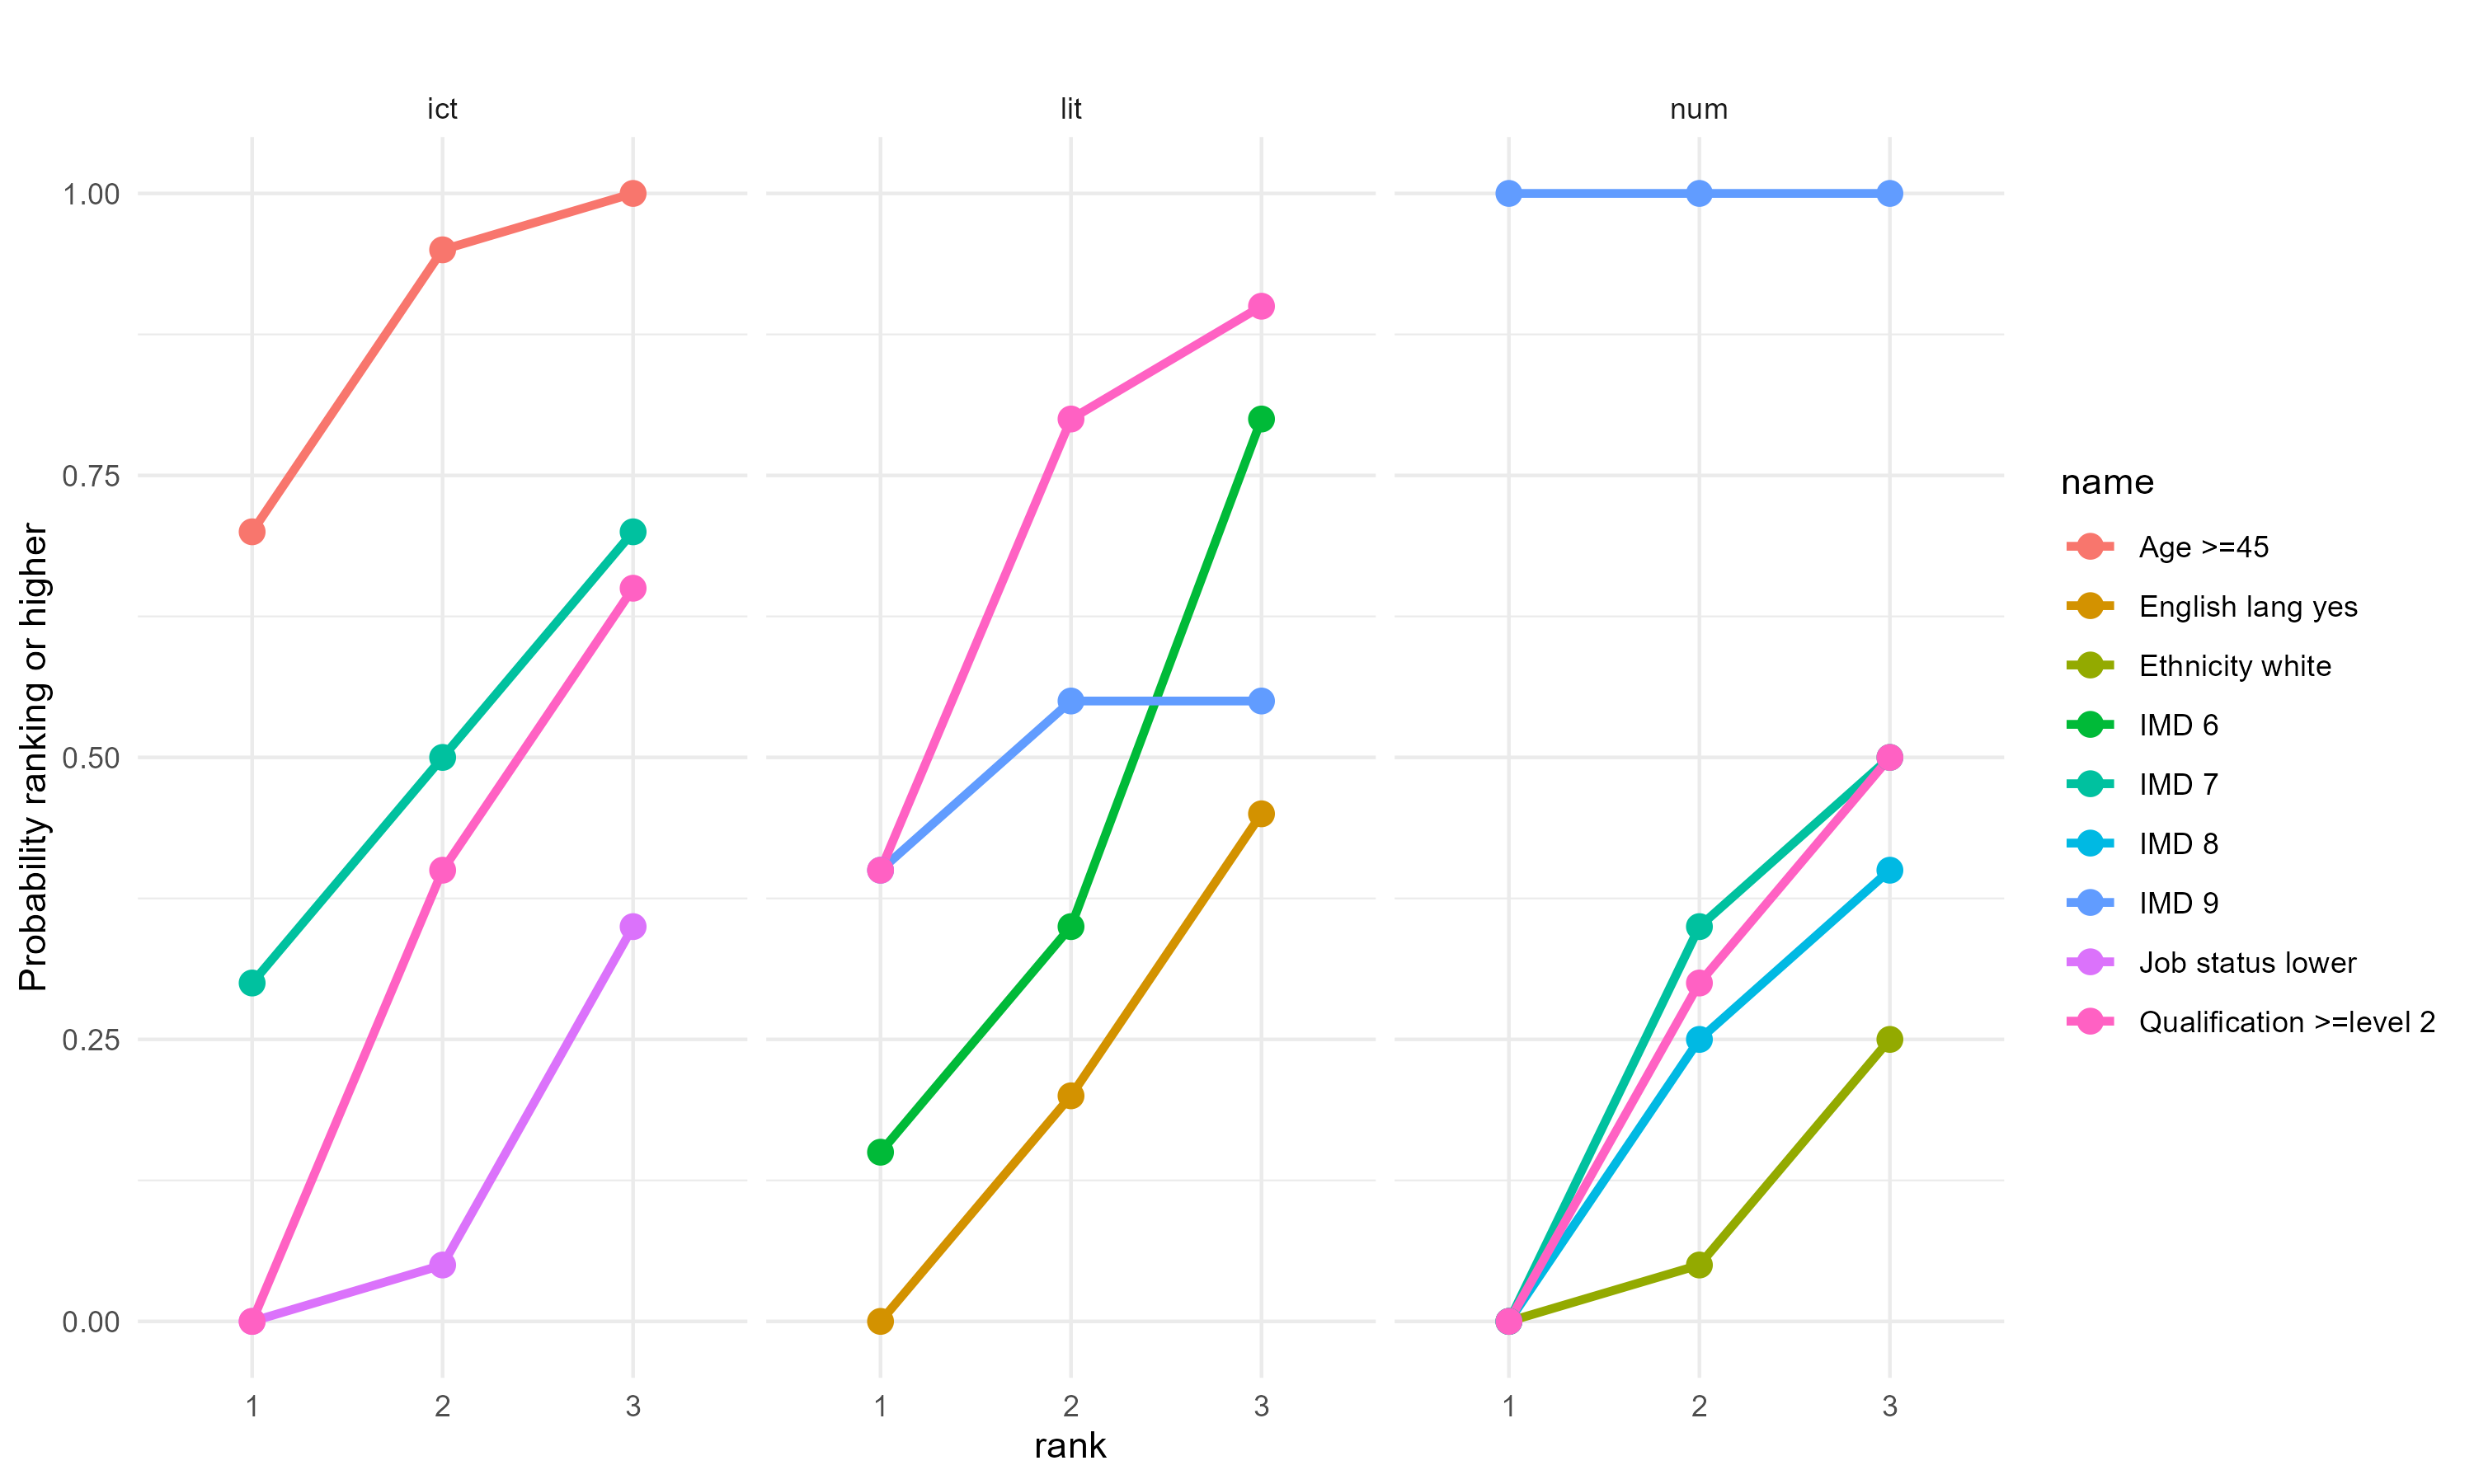 ict lit num
1.00
0.75
0.50
0.25
0.00
Probability ranking or higher
1 2 3 1 2 3 1 2 3
rank
name
Age >=45
English lang yes
Ethnicity white
IMD 6
IMD 7
IMD 8
IMD 9
Job status lower
Qualification >=level 2